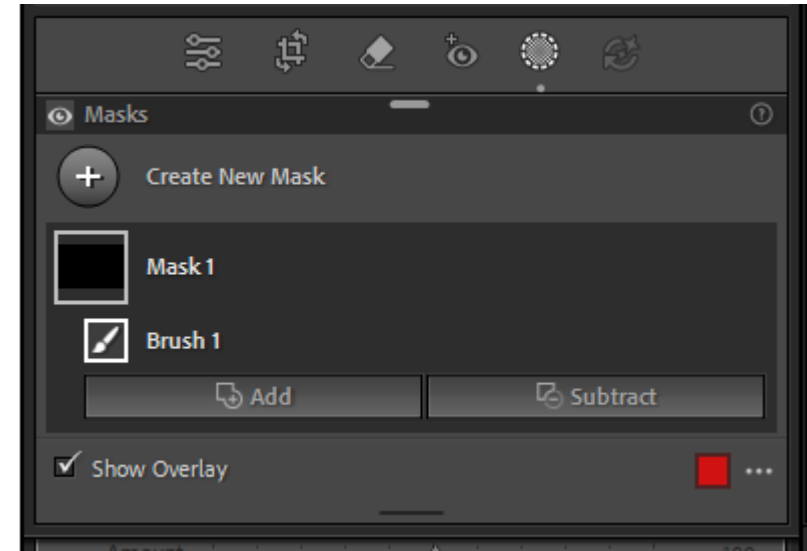 Masks
Create New Mask
Mask 1
Brush 1
Add Subtract
Show Overlay